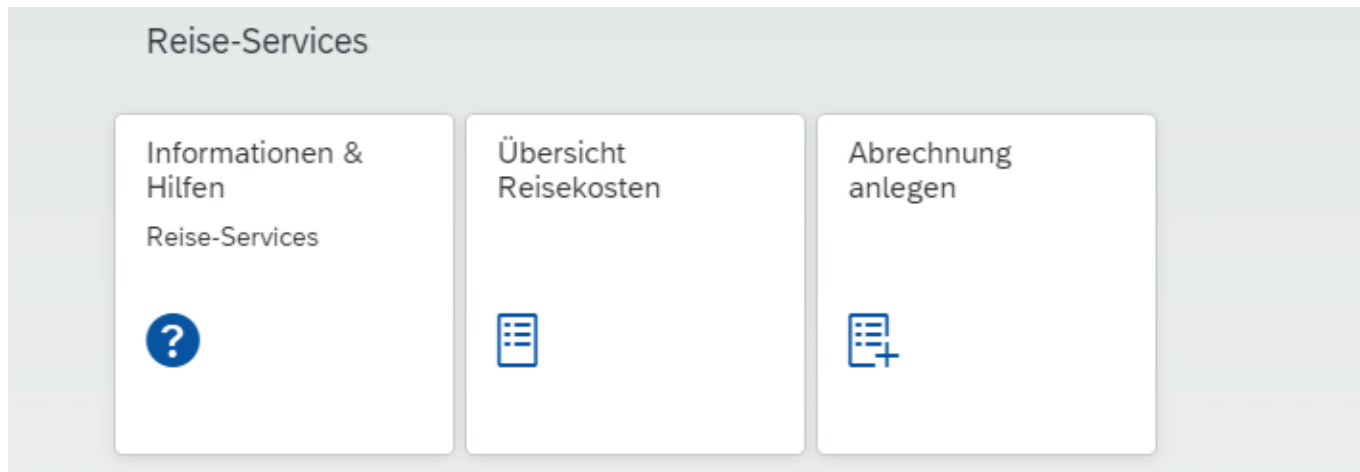 Reise-Services
Informationen &
Hilfen
Reise-Services
Übersicht
Reisekosten
Abrechnung
anlegen